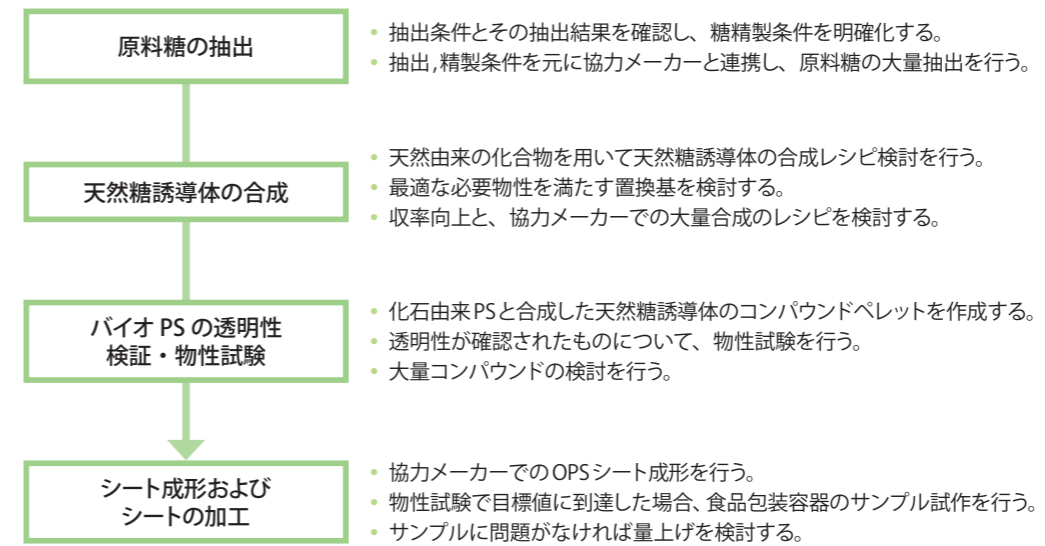 原料糖の抽出
• 抽出条件とその抽出結果を確認し、糖精製条件を明確化する。
• 抽出,精製条件を元に協力メーカーと連携し、原料糖の大量抽出を行う。
天然糖誘導体の合成
• 天然由来の化合物を用いて天然糖誘導体の合成レシピ検討を行う。
• 最適な必要物性を満たす置換基を検討する。
• 収率向上と、協力メーカーでの大量合成のレシピを検討する。
バイオ PS の透明性
検証・物性試験
• 化石由来PSと合成した天然糖誘導体のコンパウンドペレットを作成する。
• 透明性が確認されたものについて、物性試験を行う。
• 大量コンパウンドの検討を行う。
シート成形および
シートの加工
• 協力メーカーでのOPSシート成形を行う。
• 物性試験で目標値に到達した場合、食品包装容器のサンプル試作を行う。
• サンプルに問題がなければ量上げを検討する。